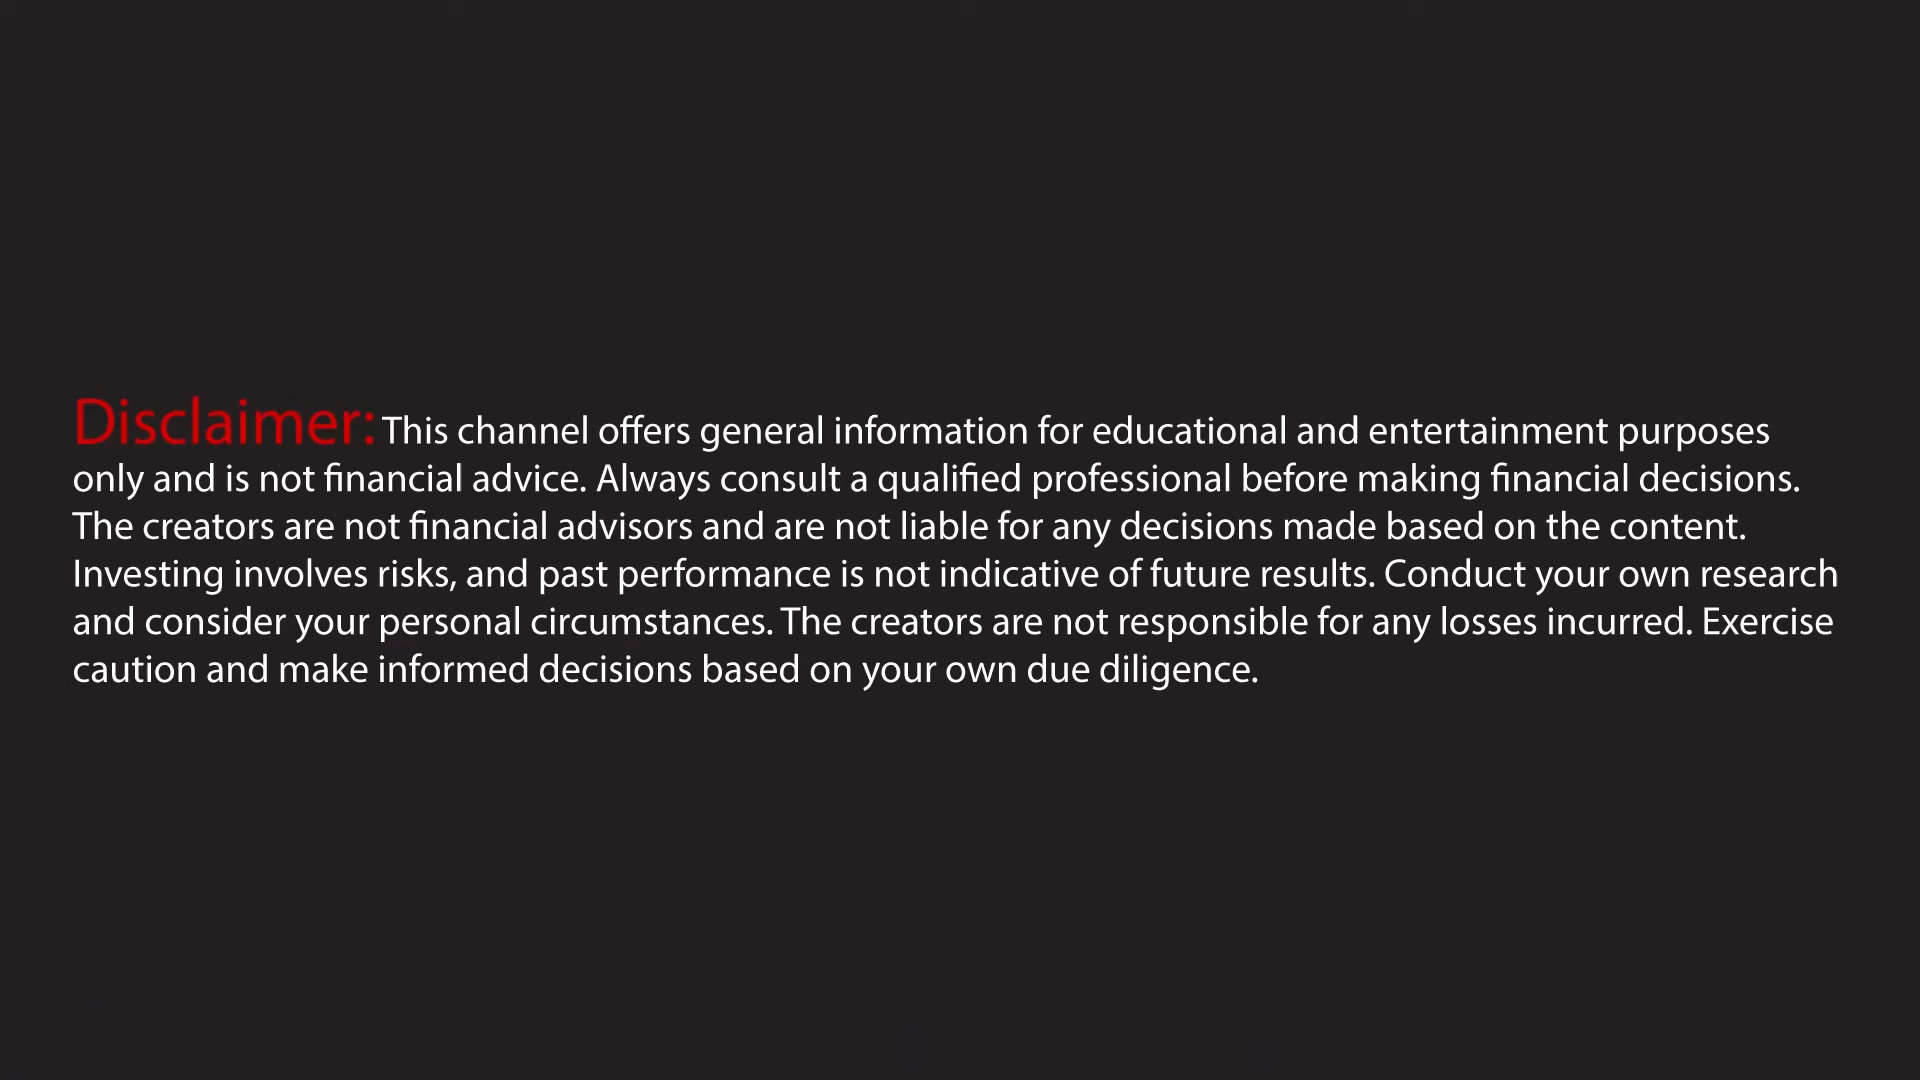 Disclaimer: This channel offers general information for educational and entertainment purposes
only and is not financial advice. Always consult a qualified professional before making financial decisions.
The creators are not financial advisors and are not liable for any decisions made based on the content.
Investing involves risks, and past performance is not indicative of future results. Conduct your own research
and consider your personal circumstances. The creators are not responsible for any losses incurred. Exercise
caution and make informed decisions based on your own due diligence.